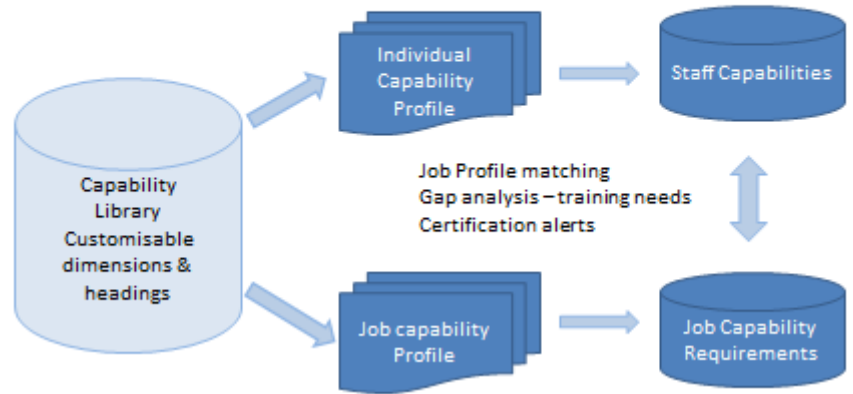 Individual
Capability
Profile
Staff Capabilities
Capability
Library
Customisable
dimensions &
headings
Job Profile matching
Gap analysis – training needs
Certification alerts
Job capability
Profile
Job Capability
Requirements